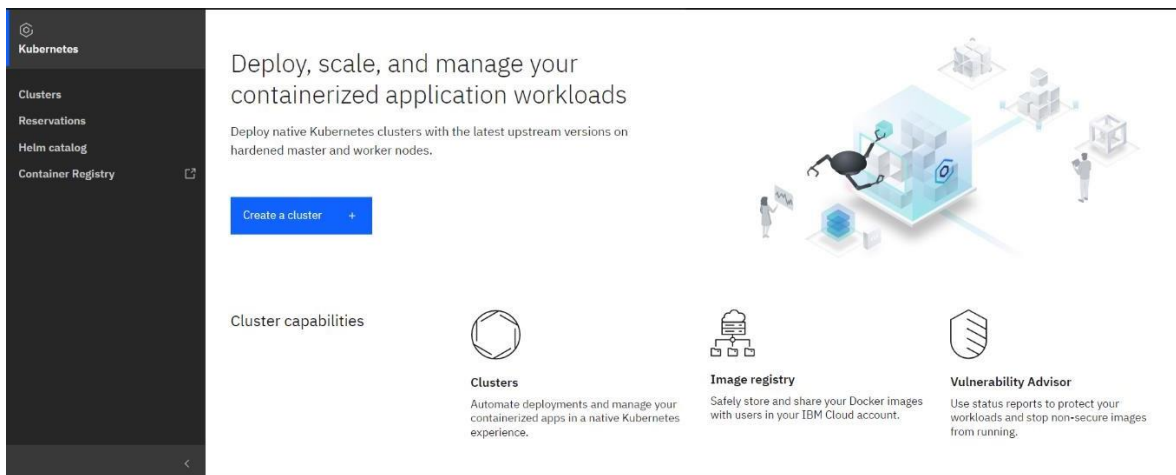 Kubernetes
Clusters
Reservations
Helm catalog
Container Registry
Deploy, scale, and manage your
containerized application workloads
Deploy native Kubernetes clusters with the latest upstream versions on
hardened master and worker nodes.
Create a cluster +
Cluster capabilities
Clusters
Automate deployments and manage your
containerized apps in a native Kubernetes
experience.
Image registry
Safely store and share your Docker images
with users in your IBM Cloud account.
Vulnerability Advisor
Use status reports to protect your
workloads and stop non-secure images
from running.